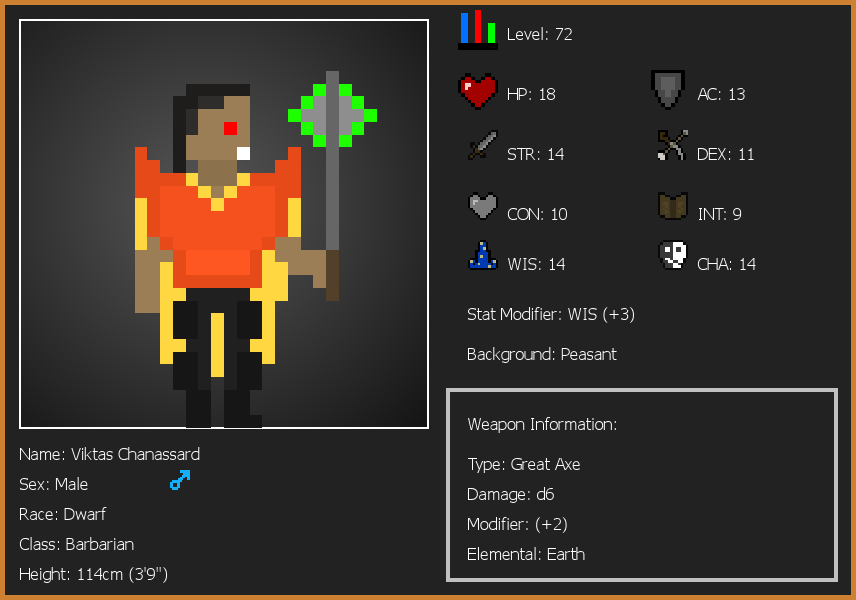 Level: 72
HP: 18
AC: 13
STR: 14
DEX: 11
CON: 10
INT: 9
WIS: 14
CHA: 14
Stat Modifier: WIS (+3)
Background: Peasant
Weapon Information:
Type: Great Axe
Damage: d6
Modifier: (+2)
Elemental: Earth
Name: Viktas Chanassard
Sex: Male
Race: Dwarf
Class: Barbarian
Height: 114cm (3'9")